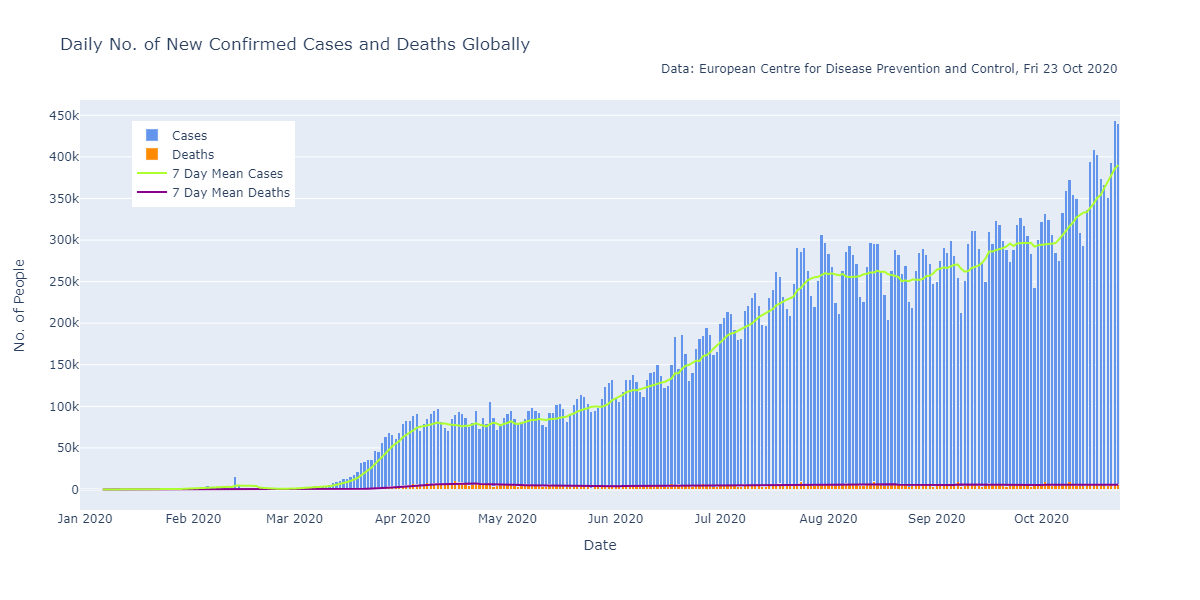 Daily No. of New Confirmed Cases and Deaths Globally
Data: European Centre for Disease Prevention and Control, Fri 23 Oct 2020
450k
400k
350k
300k
250k
200k
150k
100k
50k
0
No. of People
Cases
Deaths
7 Day Mean Cases
7 Day Mean Deaths
Jan 2020 Feb 2020 Mar 2020 Apr 2020 May 2020 Jun 2020 Jul 2020 Aug 2020 Sep 2020 Oct 2020
Date